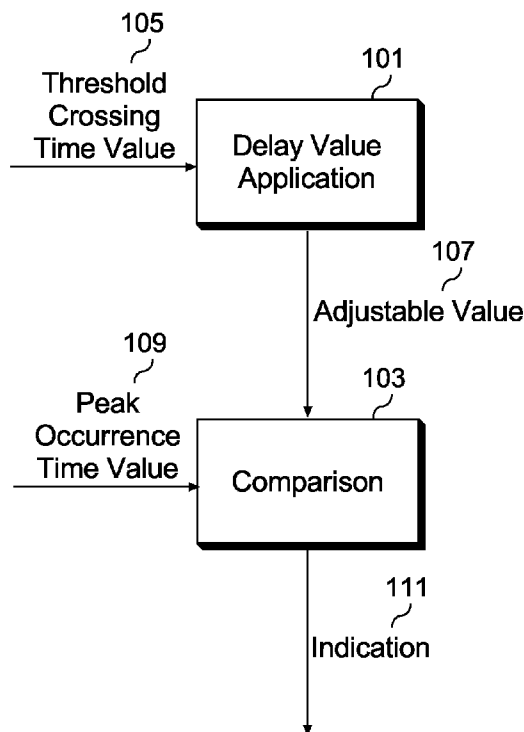 105
Threshold
Crossing
Time Value
101
Delay Value
Application
107
Adjustable Value
109
Peak
Occurrence
Time Value
103
Comparison
111
Indication